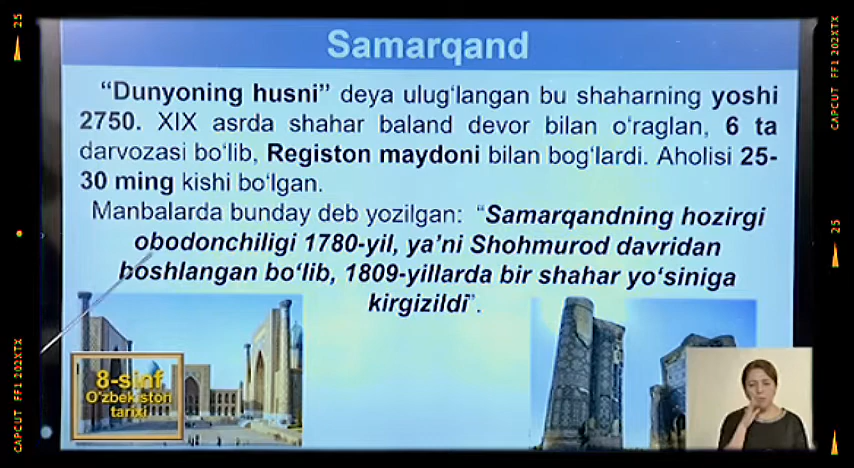 25
CAPCUT FF1 202XTX
Samarqand
“Dunyoning husni” deya ulug‘langan bu shaharning yoshi
2750. XIX asrda shahar baland devor bilan o‘raglan, 6 ta
darvozasi bo‘lib, Registon maydoni bilan bog‘lardi. Aholisi 25-
30 ming kishi bo‘lgan.
Manbalarda bunday deb yozilgan: “Samarqandning hozirgi
obodonchiligi 1780-yil, ya’ni Shohmurod davridan
boshlangan bo‘lib, 1809-yillarda bir shahar yo‘siniga
kirgizildi”.
8-sinf
O‘zbek ston
tarixi
25
CAPCUT FF1 202XTX